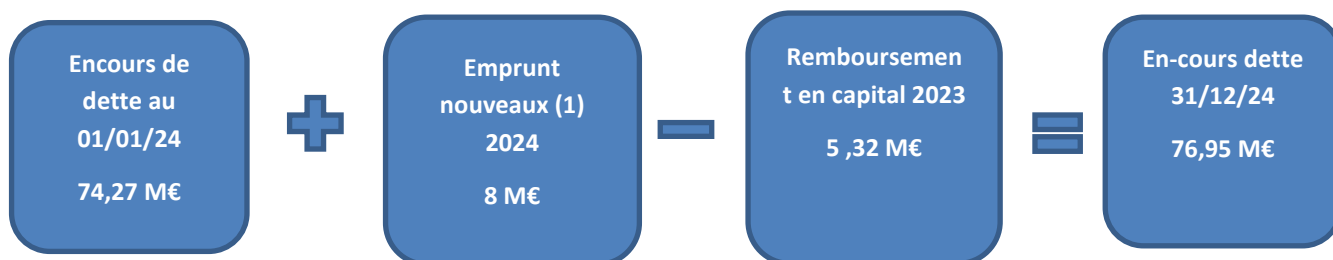 Encours de
dette au
01/01/24
74,27 M€
Emprunt
nouveaux (1)
2024
8 M€
Remboursemen
t en capital 2023
5 ,32 M€
En-cours dette
31/12/24
76,95 M€